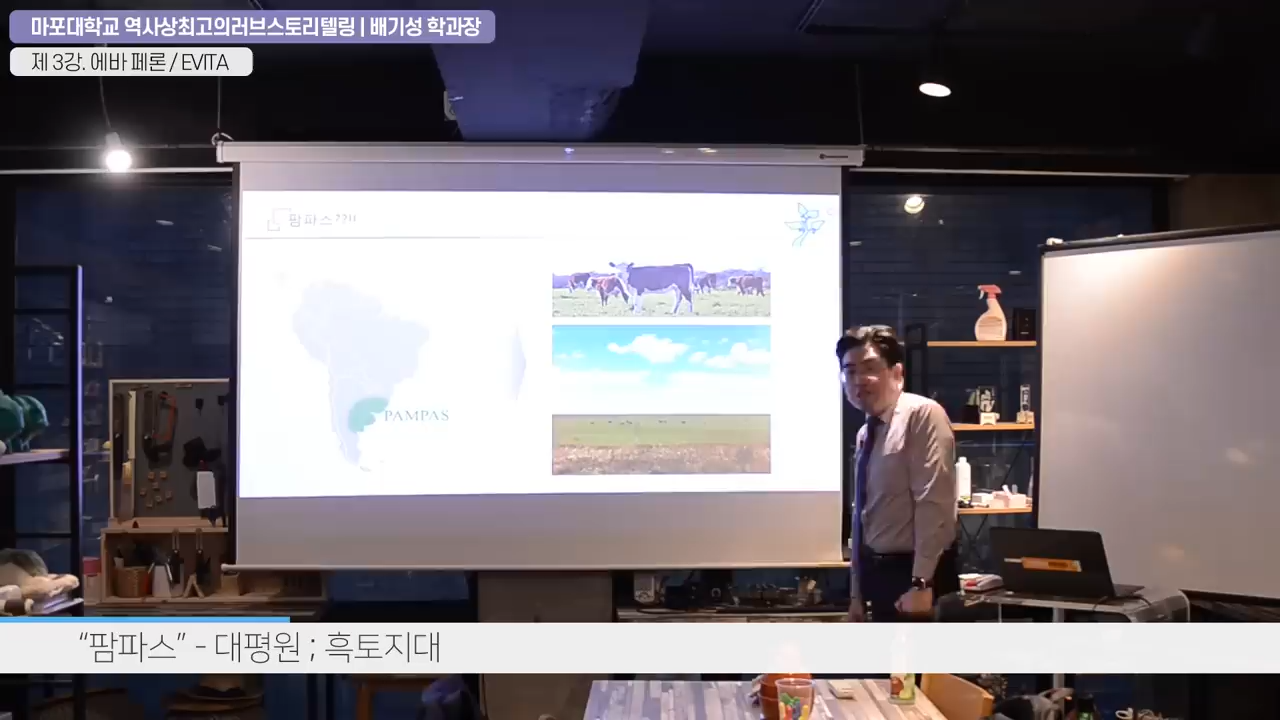 마포대학교 역사상최고의러브스토리텔링 | 배기성 학과장
제 3강. 에바 페론 / EVITA
팜파스??!!
PAMPAS
“팜파스” - 대평원 ; 흑토지대